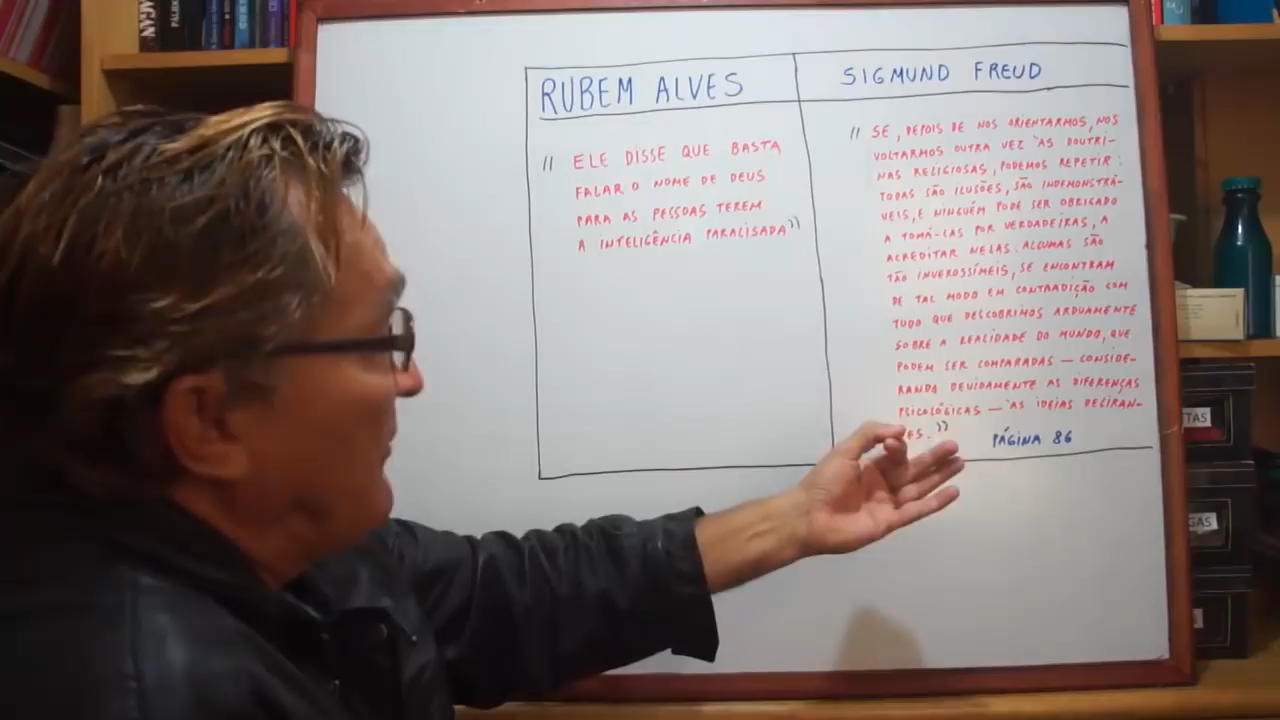 RUBEM ALVES
" ELE DISSE QUE BASTA
FALAR O NOME DE DEUS
PARA AS PESSOAS TEREM
A INTELIGÊNCIA PARALISADA"
SIGMUND FREUD
" SE, DEPOIS DE NOS ORIENTARMOS, NOS
VOLTARMOS OUTRA VEZ ÀS DOUTRI-
NAS RELIGIOSAS, PODEMOS REPETIR:
TODAS SÃO ILUSÕES, SÃO INDEMONSTRÁ-
VEIS, E NINGUÉM PODE SER OBRIGADO
A TOMÁ-LAS POR VERDADEIRAS, A
ACREDITAR NELAS. ALGUMAS SÃO
TÃO INVEROSSÍMEIS, SE ENCONTRAM
DE TAL MODO EM CONTRADIÇÃO COM
TUDO QUE DESCOBRIMOS ARDUAMENTE
SOBRE A REALIDADE DO MUNDO, QUE
PODEM SER COMPARADAS — CONSIDE-
RANDO DEVIDAMENTE AS DIFERENÇAS
PSICOLÓGICAS — ÀS IDEIAS DELIRAN-
ES."
PÁGINA 86
TAS
GAS